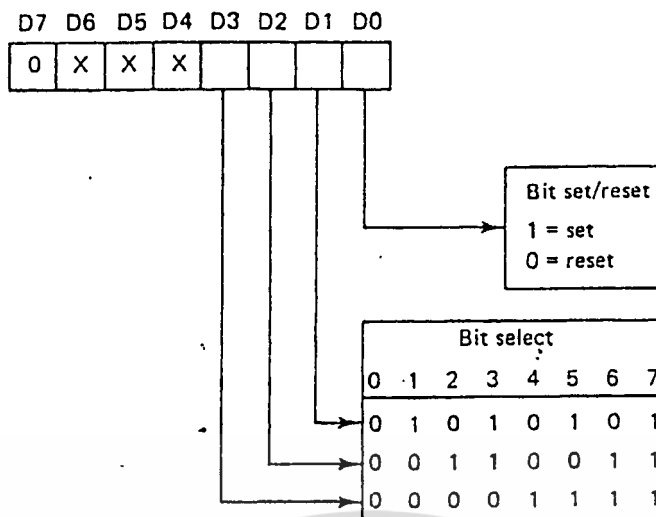 D7 D6 D5 D4 D3 D2 D1 D0
0 X X X
Bit set/reset
1 = set
0 = reset
Bit select
0 1 2 3 4 5 6 7
0 1 0 1 0 1 0 1
0 0 1 1 0 0 1 1
0 0 0 0 1 1 1 1